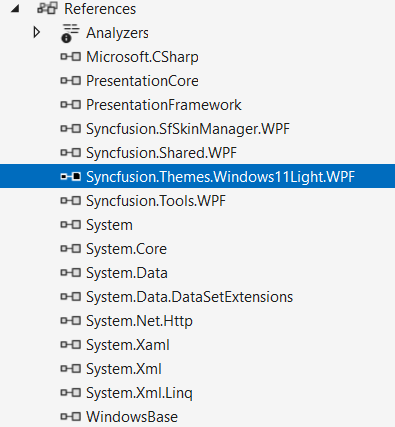 References
Analyzers
Microsoft.CSharp
PresentationCore
PresentationFramework
Syncfusion.SfSkinManager.WPF
Syncfusion.Shared.WPF
Syncfusion.Themes.Windows11Light.WPF
Syncfusion.Tools.WPF
System
System.Core
System.Data
System.Data.DataSetExtensions
System.Net.Http
System.Xaml
System.Xml
System.Xml.Linq
WindowsBase